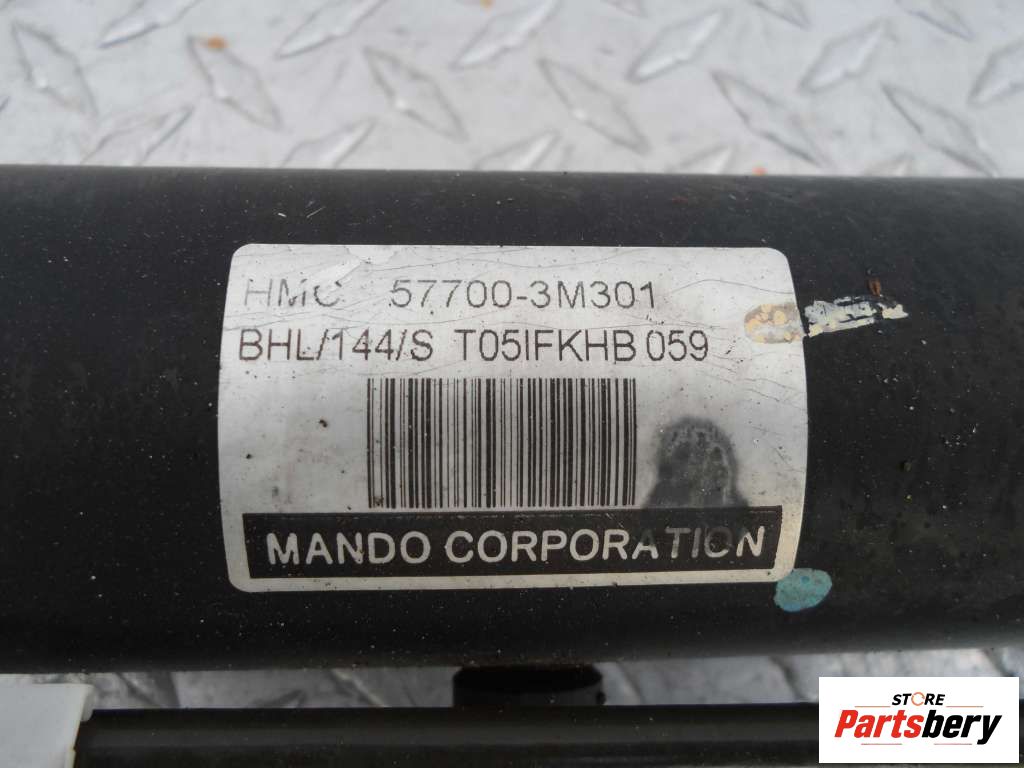 HMC 57700-3M301
BHL/144/S T05IFKHB 059
MANDO CORPORATION
STORE
Partsbery